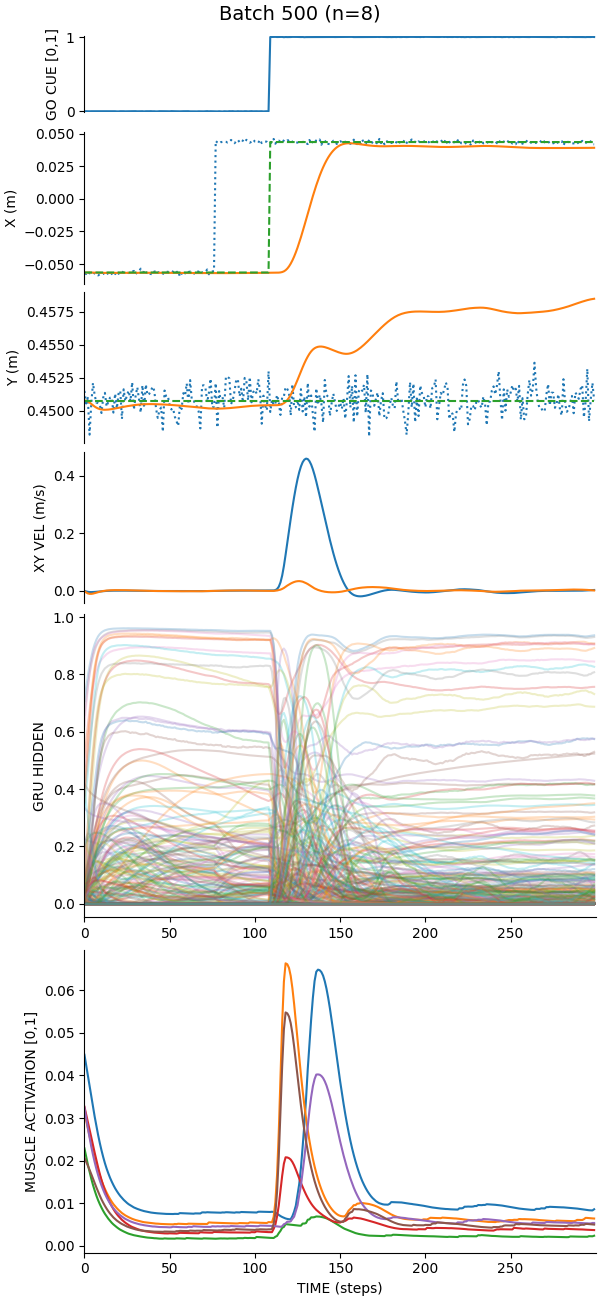 Batch 500 (n=8)
GO CUE [0,1]
1
0
X (m)
0.050
0.025
0.000
−0.025
−0.050
Y (m)
0.4575
0.4550
0.4525
0.4500
XY VEL (m/s)
0.4
0.2
0.0
GRU HIDDEN
1.0
0.8
0.6
0.4
0.2
0.0
0 50 100 150 200 250
MUSCLE ACTIVATION [0,1]
0.06
0.05
0.04
0.03
0.02
0.01
0.00
0 50 100 150 200 250
TIME (steps)